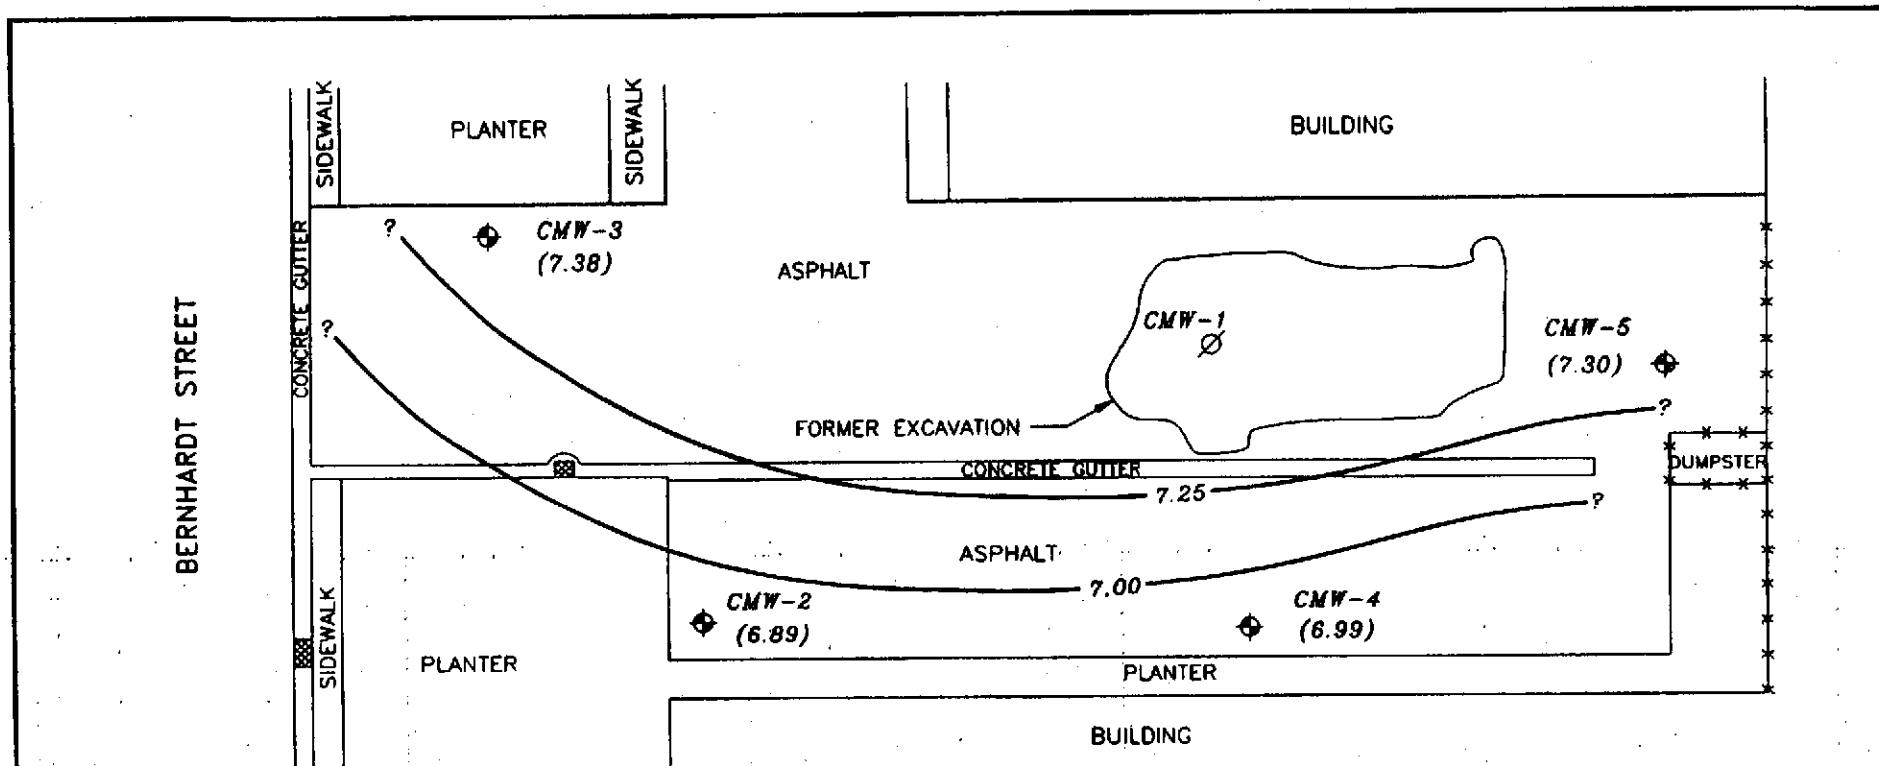 SIDEWALK
PLANTER
SIDEWALK
BUILDING
CONCRETE GUTTER
?
CMW-3
(7.38)
ASPHALT
BERNHARDT STREET
?
CMW-1
CMW-5
(7.30)
FORMER EXCAVATION
?
CONCRETE GUTTER
DUMPSTER
7.25
?
ASPHALT
7.00
CMW-2
(6.89)
CMW-4
(6.99)
SIDEWALK
PLANTER
PLANTER
BUILDING